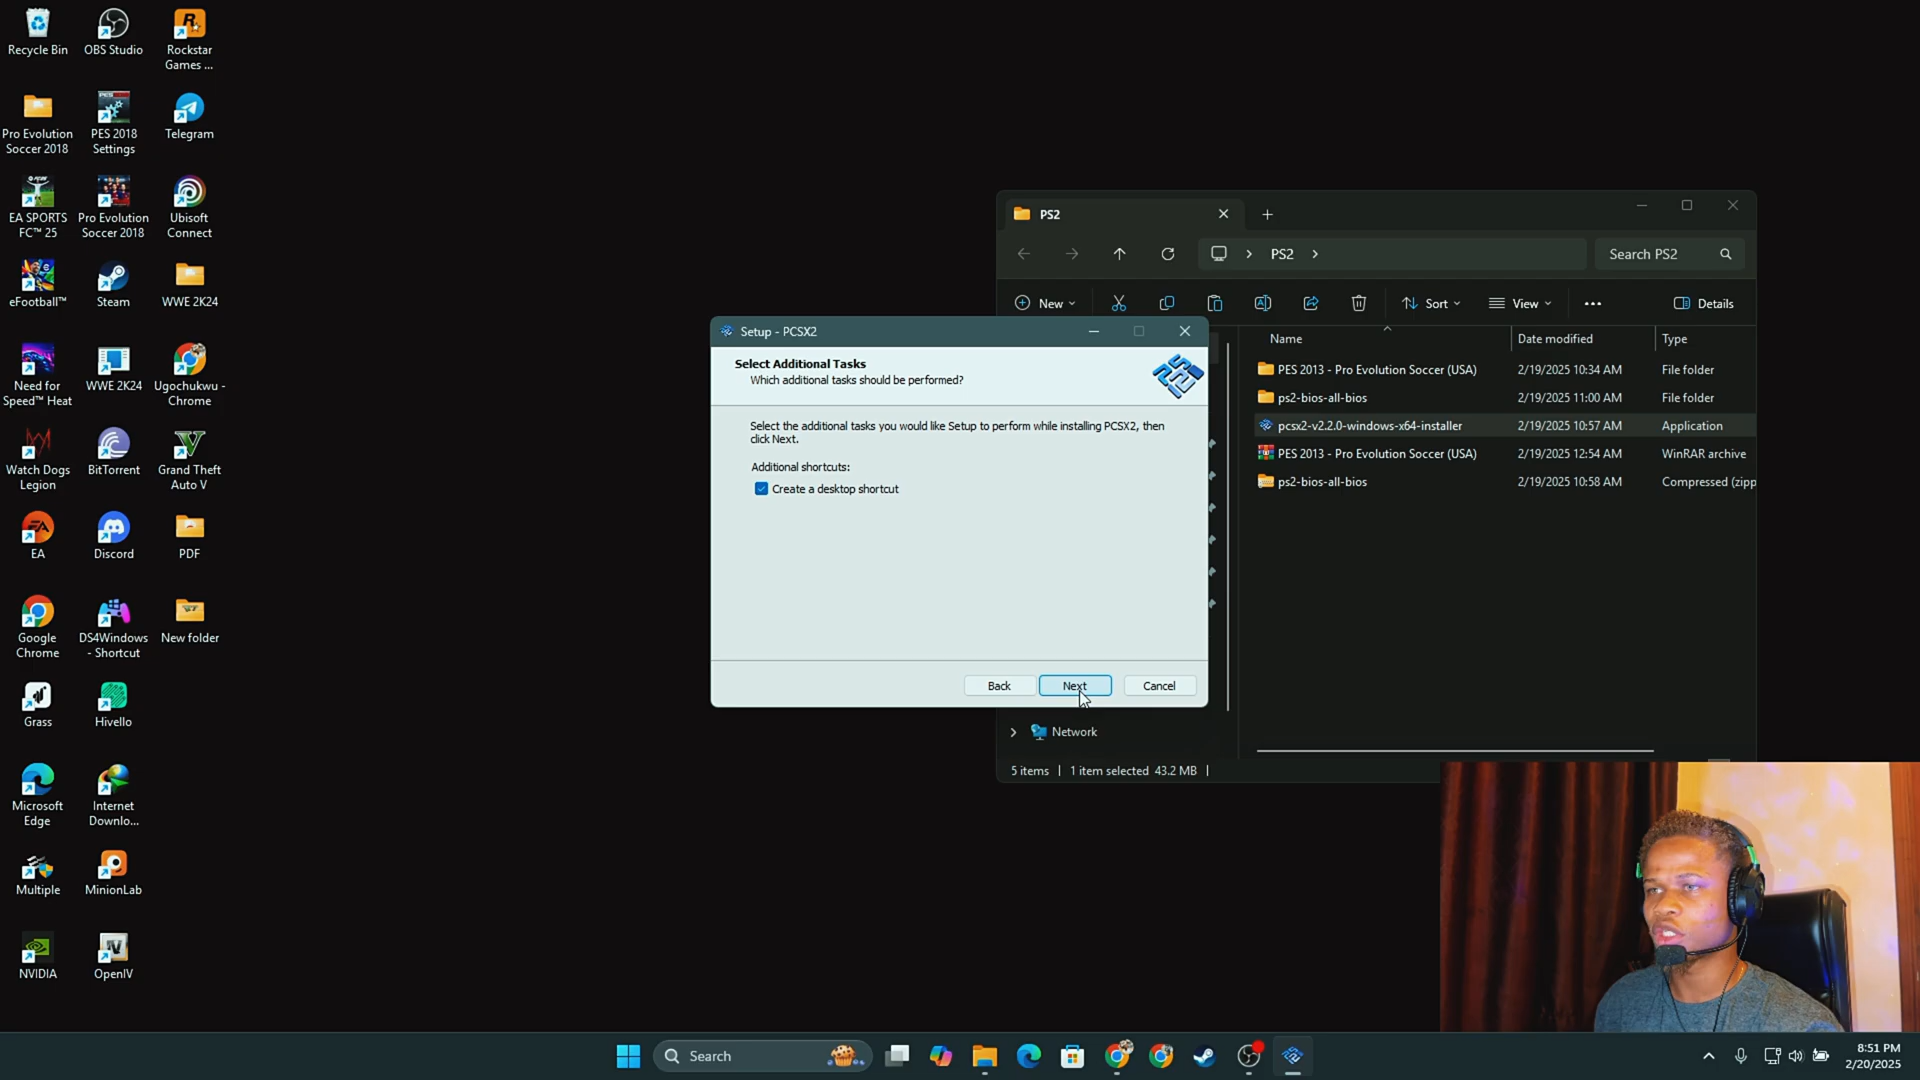 Recycle Bin
OBS Studio
Rockstar
Games ...
Pro Evolution
Soccer 2018
PES 2018
Settings
Telegram
EA SPORTS
FC™ 25
Pro Evolution
Soccer 2018
Ubisoft
Connect
eFootball™
Steam
WWE 2K24
Need for
Speed™ Heat
WWE 2K24
Ugochukwu -
Chrome
Watch Dogs
Legion
BitTorrent
Grand Theft
Auto V
EA
Discord
PDF
Google
Chrome
DS4Windows
- Shortcut
New folder
Grass
Hivello
Microsoft
Edge
Internet
Downlo...
Multiple
MinionLab
NVIDIA
OpenIV
PS2
PS2
Search PS2
New
Sort
View
Details
Name
Date modified
Type
PES 2013 - Pro Evolution Soccer (USA)
2/19/2025 10:34 AM
File folder
ps2-bios-all-bios
2/19/2025 11:00 AM
File folder
pcsx2-v2.2.0-windows-x64-installer
2/19/2025 10:57 AM
Application
PES 2013 - Pro Evolution Soccer (USA)
2/19/2025 12:54 AM
WinRAR archive
ps2-bios-all-bios
2/19/2025 10:58 AM
Compressed (zipp
Network
5 items
1 item selected 43.2 MB
Setup - PCSX2
Select Additional Tasks
Which additional tasks should be performed?
Select the additional tasks you would like Setup to perform while installing PCSX2, then
click Next.
Additional shortcuts:
Create a desktop shortcut
Back
Next
Cancel
Search
8:51 PM
2/20/2025